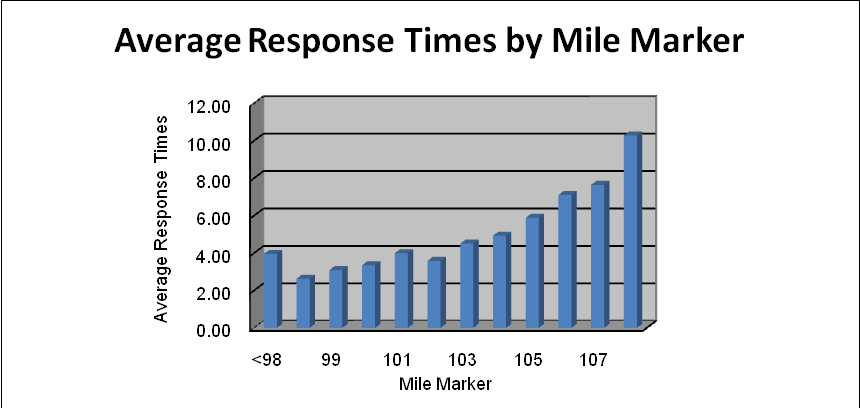 Average Response Times by Mile Marker
Average Response Times
12.00
10.00
8.00
6.00
4.00
2.00
0.00
<98 99 101 103 105 107
Mile Marker